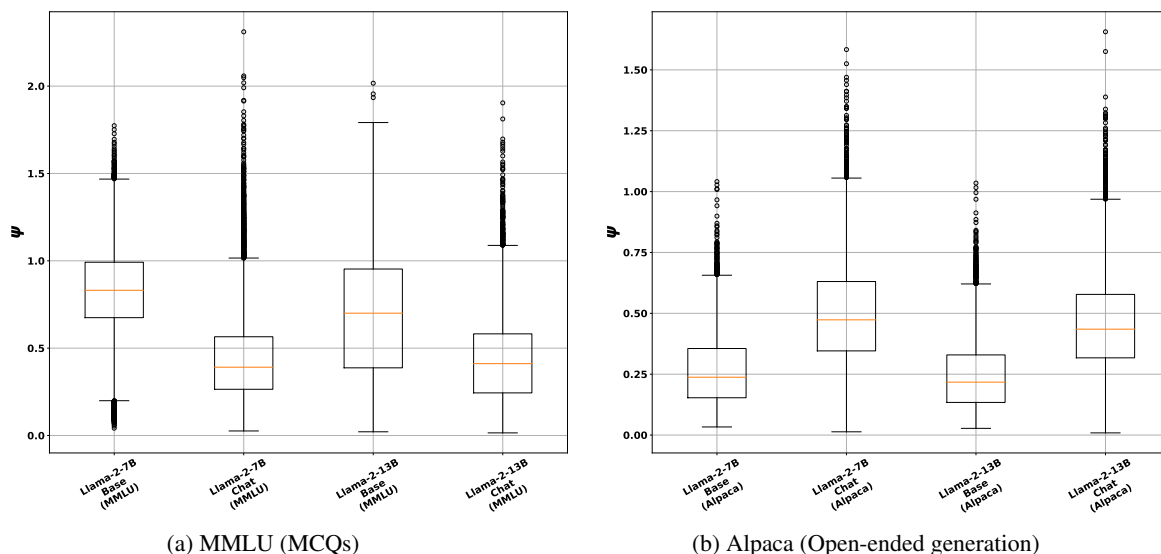 2.0
1.5
1.0
0.5
0.0
ψ
Llama-2-7B
Base
(MMLU)
Llama-2-7B
Chat
(MMLU)
Llama-2-13B
Base
(MMLU)
Llama-2-13B
Chat
(MMLU)
(a) MMLU (MCQs)
1.50
1.25
1.00
0.75
0.50
0.25
0.00
ψ
Llama-2-7B
Base
(Alpaca)
Llama-2-7B
Chat
(Alpaca)
Llama-2-13B
Base
(Alpaca)
Llama-2-13B
Chat
(Alpaca)
(b) Alpaca (Open-ended generation)